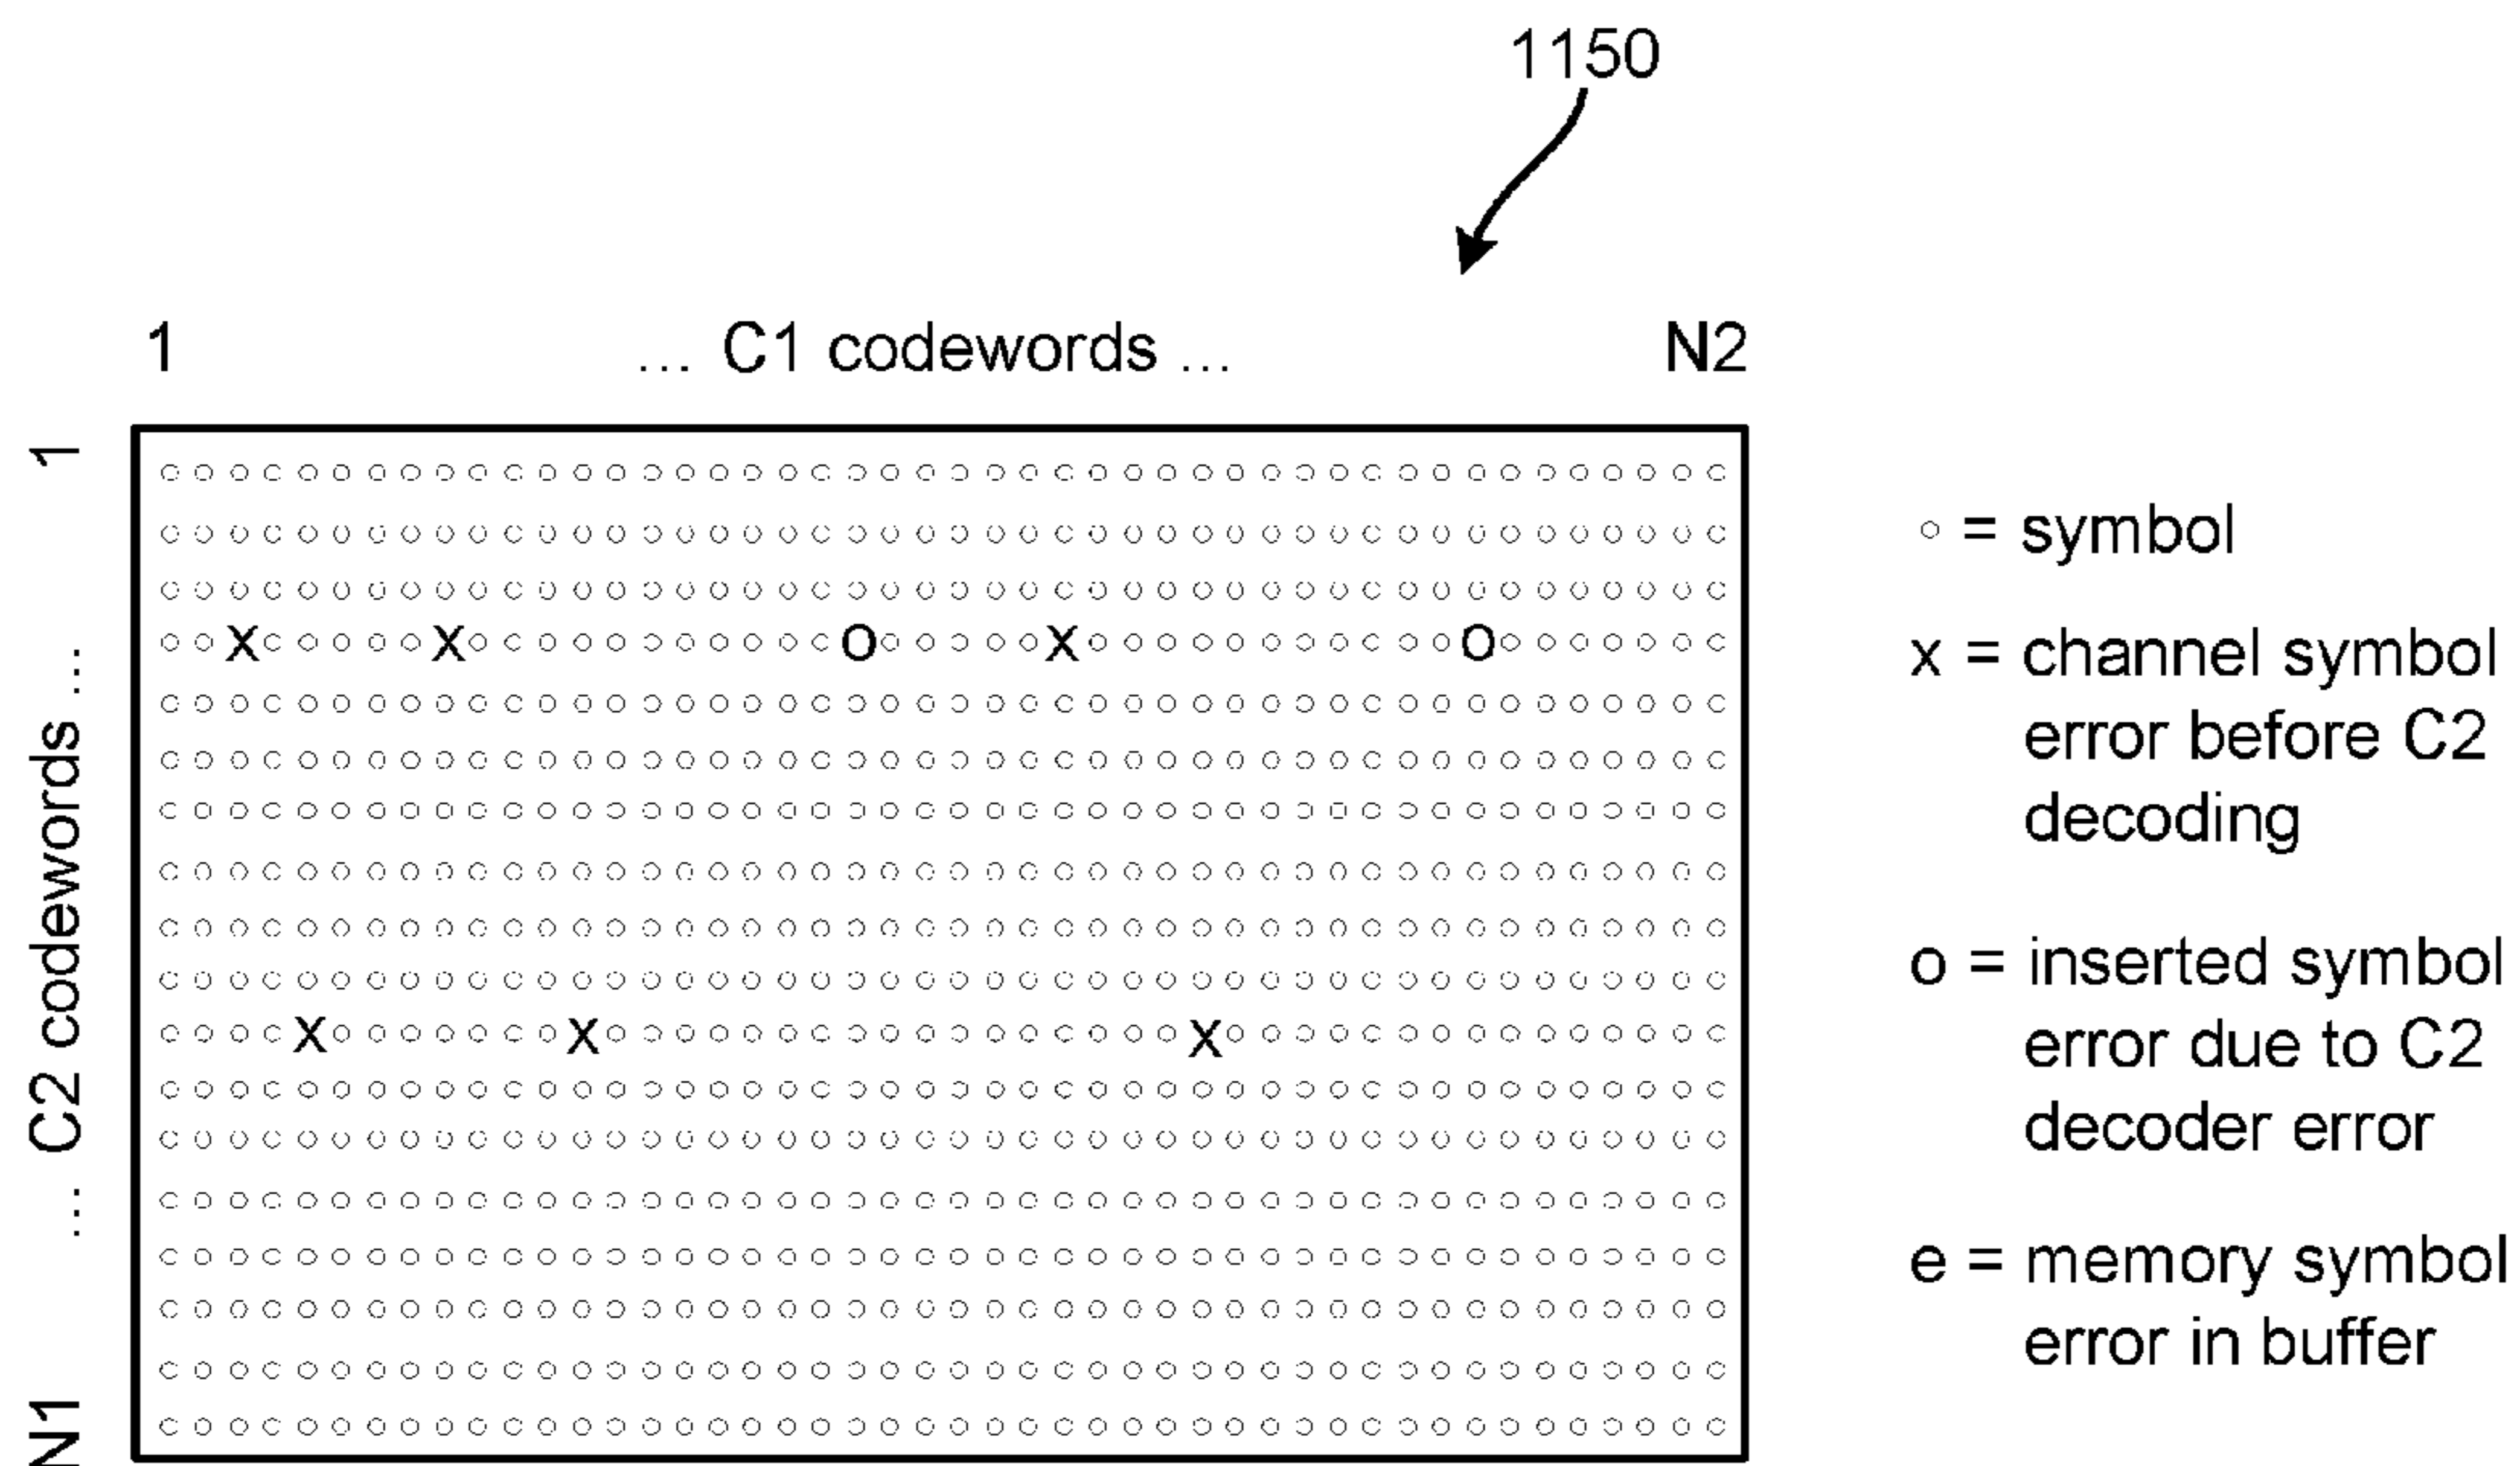 1150
1 ... C1 codewords ... N2
1
... C2 codewords ...
N1
x x o x o
x x x
○ = symbol
x = channel symbol
error before C2
decoding
o = inserted symbol
error due to C2
decoder error
e = memory symbol
error in buffer